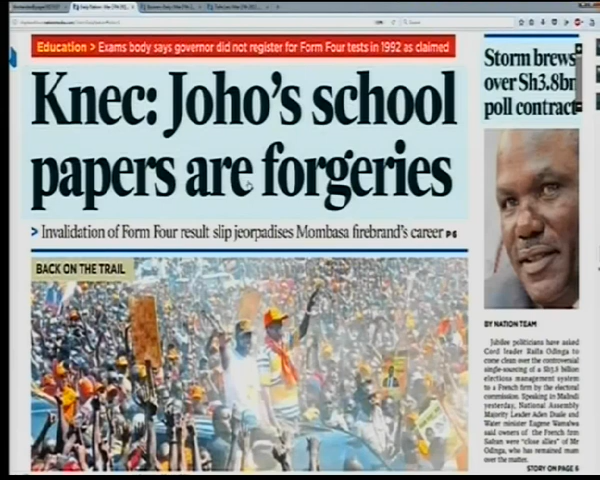 Education > Exams body says governor did not register for Form Four tests in 1992 as claimed
Knec: Joho's school
papers are forgeries
> Invalidation of Form Four result slip jeorpadises Mombasa firebrand's career P6
BACK ON THE TRAIL
Storm brews
over Sh3.8bn
poll contract
BY NATION TEAM
Jubilee politicians have asked
Cord leader Raila Odinga to
come clean over the controversial
single-sourcing of a Sh3.8 billion
elections management system
to a French firm by the electoral
commission. Speaking in Malindi
yesterday, National Assembly
Majority Leader Aden Duale and
Water minister Eugene Wamalwa
said owners of the French firm
Safran were "close allies" of Mr
Odinga, who has remained mum
over the matter.
STORY ON PAGE 6